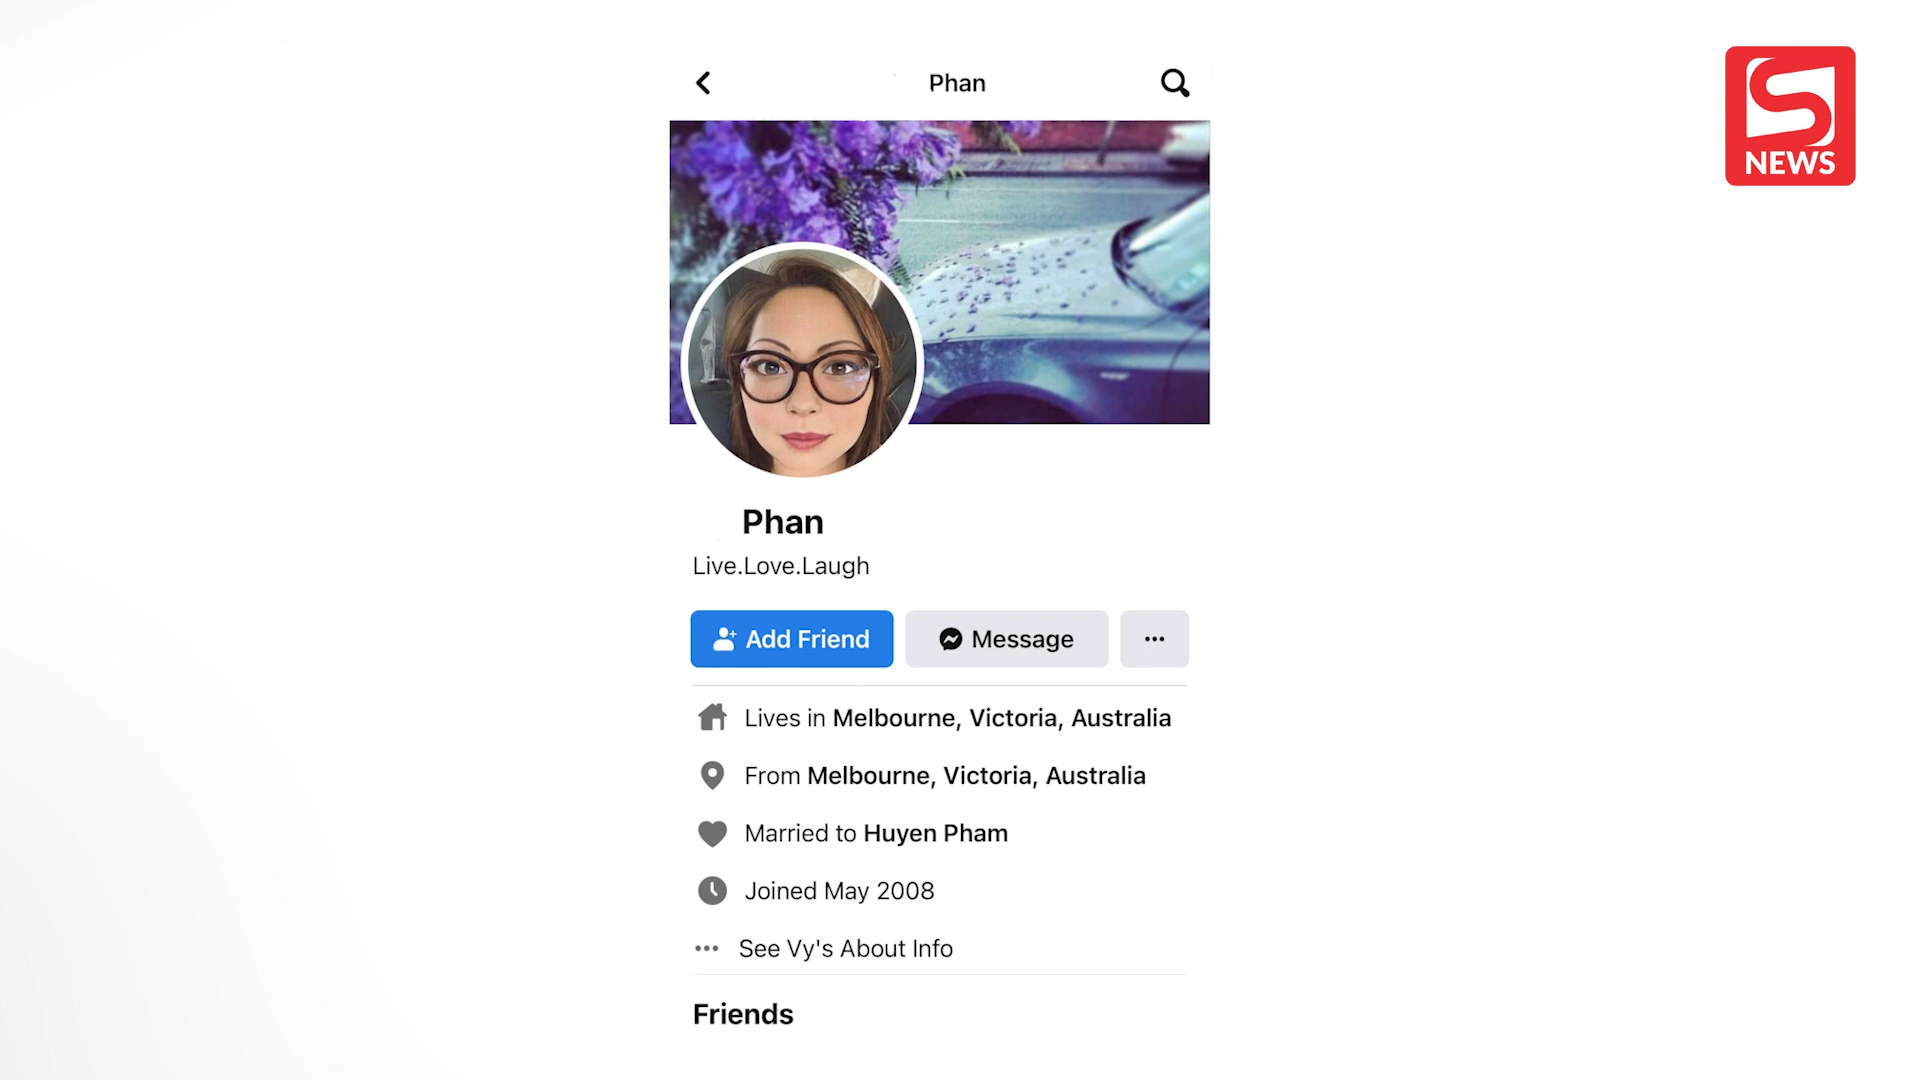 Phan
NEWS
Phan
Live.Love.Laugh
Add Friend
Message
Lives in Melbourne, Victoria, Australia
From Melbourne, Victoria, Australia
Married to Huyen Pham
Joined May 2008
See Vy's About Info
Friends